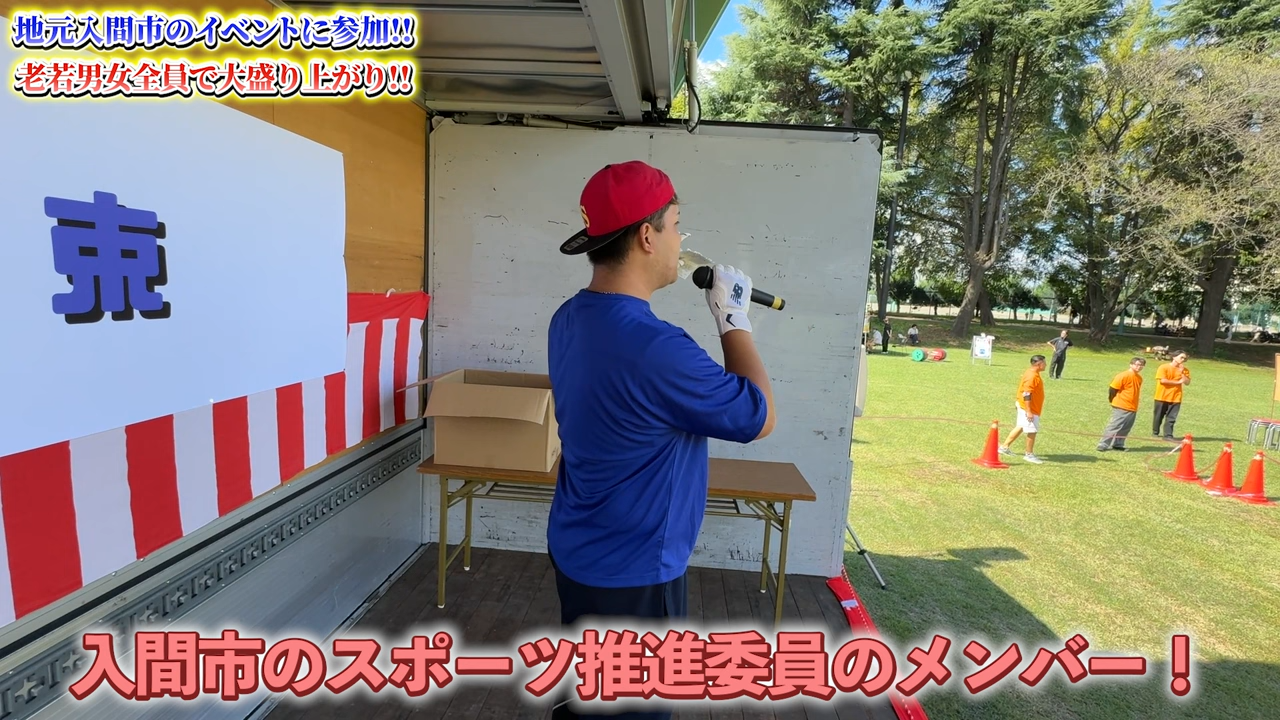 地元入間市のイベントに参加!!
老若男女全員で大盛り上がり!!
東
入間市のスポーツ推進委員のメンバー！